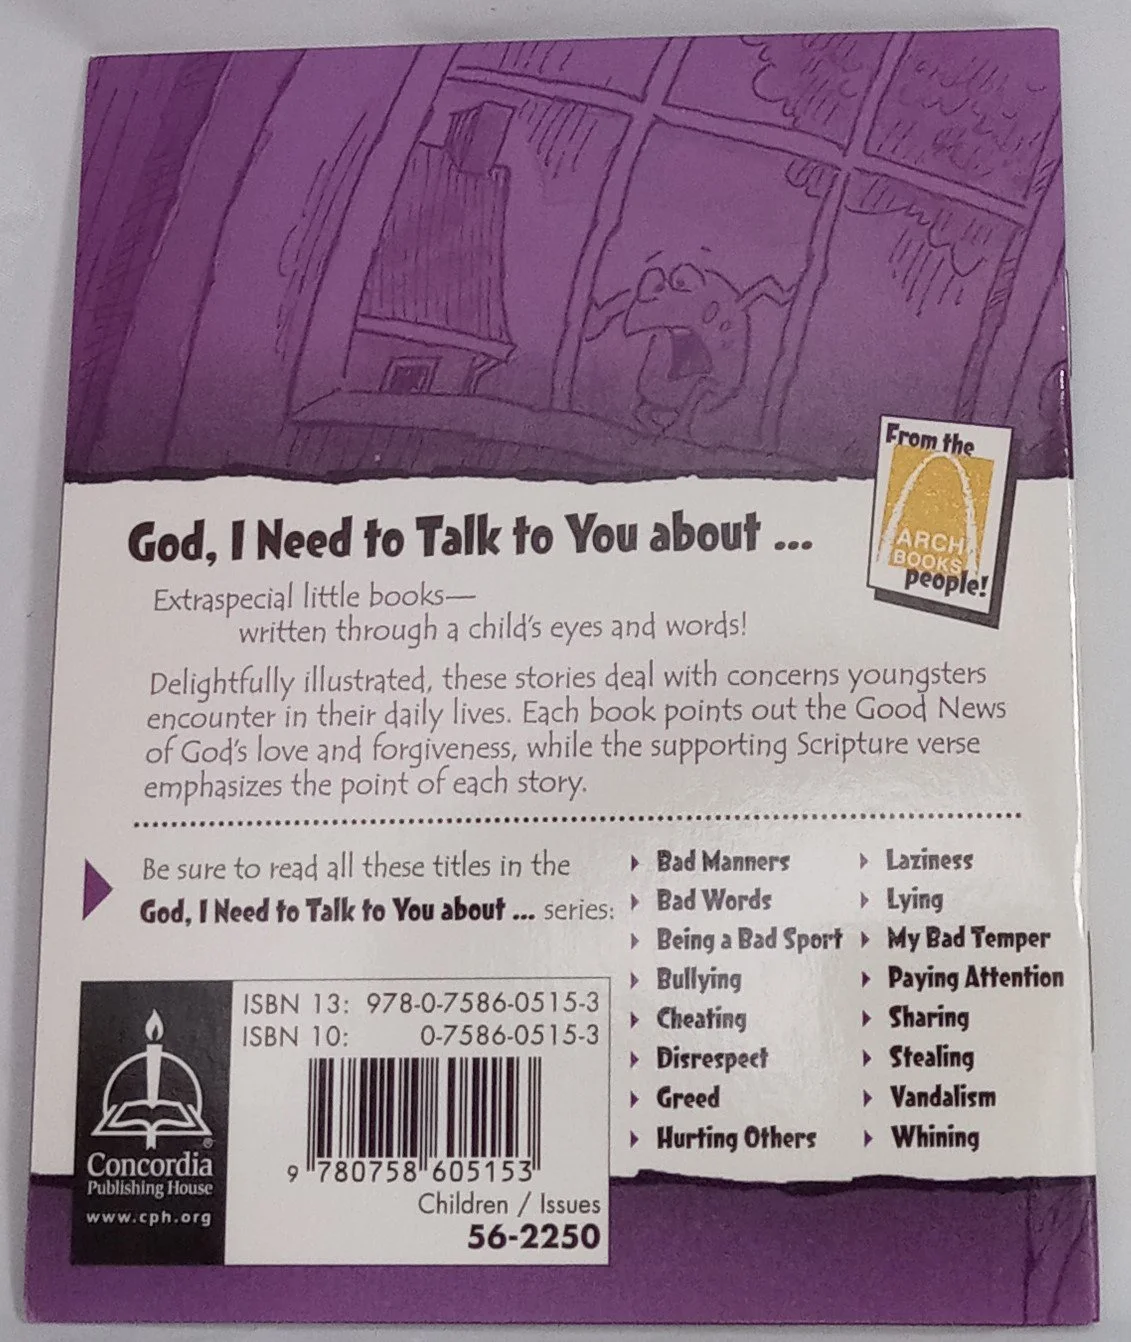 From the
ARCH
BOOKS
people!
God, I Need to Talk to You about ...
Extraspecial little books—
written through a child's eyes and words!
Delightfully illustrated, these stories deal with concerns youngsters
encounter in their daily lives. Each book points out the Good News
of God's love and forgiveness, while the supporting Scripture verse
emphasizes the point of each story.
Be sure to read all these titles in the
God, I Need to Talk to You about ... series:
Bad Manners
Bad Words
Being a Bad Sport
Bullying
Cheating
Disrespect
Greed
Hurting Others
Laziness
Lying
My Bad Temper
Paying Attention
Sharing
Stealing
Vandalism
Whining
®
Concordia
Publishing House
www.cph.org
ISBN 13: 978-0-7586-0515-3
ISBN 10: 0-7586-0515-3
9 780758 605153
Children / Issues
56-2250